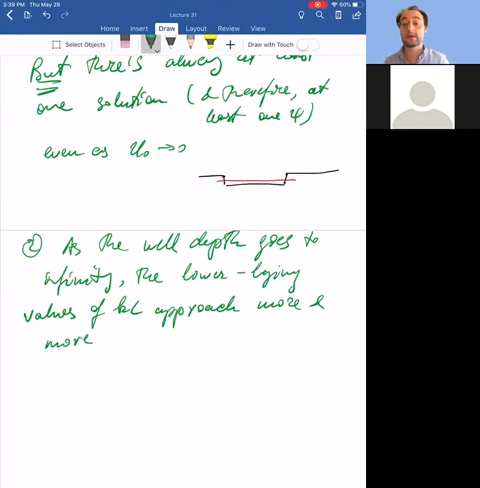 3:39 PM Thu May 28
50%
Lecture 31
Home Insert Draw Layout Review View
Select Objects
Draw with Touch
But there's always at least
one solution (& therefore, at
least one ψ)
even as U₀ → 0
② As the well depth goes to
infinity, the lower-lying
values of kL approach more &
more